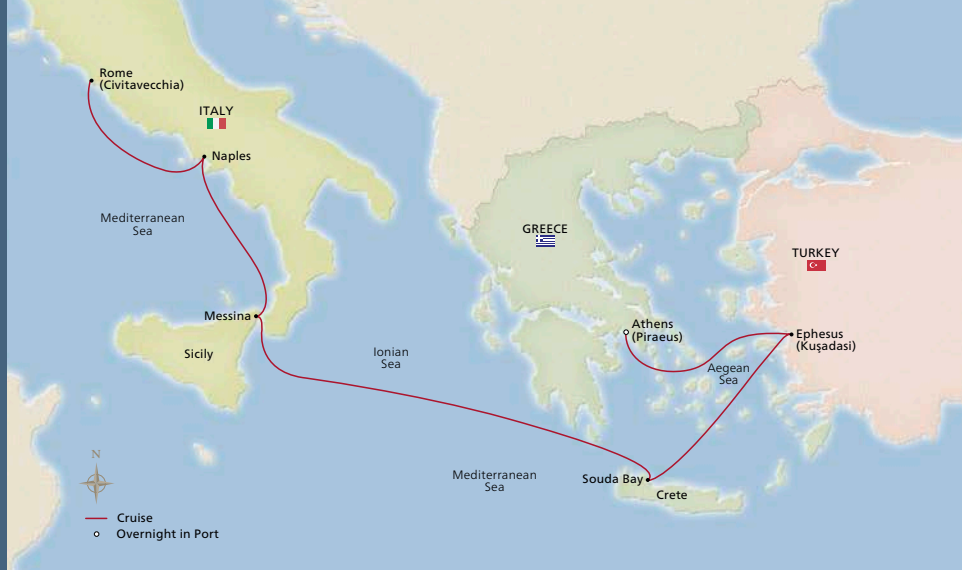 Rome
(Civitavecchia)
ITALY
Naples
Mediterranean
Sea
GREECE
TURKEY
Messina
Sicily
Ionian
Sea
Athens
(Piraeus)
Ephesus
(Kuşadasi)
Aegean
Sea
Mediterranean
Sea
Souda Bay
Crete
N
Cruise
Overnight in Port